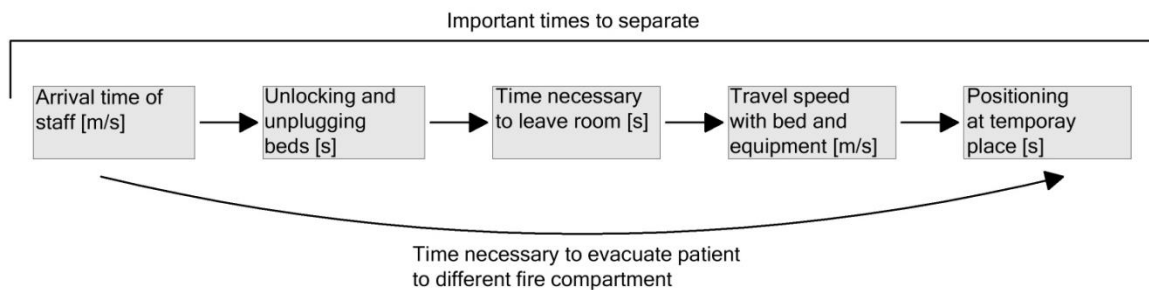 Important times to separate
Arrival time of
staff [m/s]
Unlocking and
unplugging
beds [s]
Time necessary
to leave room [s]
Travel speed
with bed and
equipment [m/s]
Positioning
at temporay
place [s]
Time necessary to evacuate patient
to different fire compartment